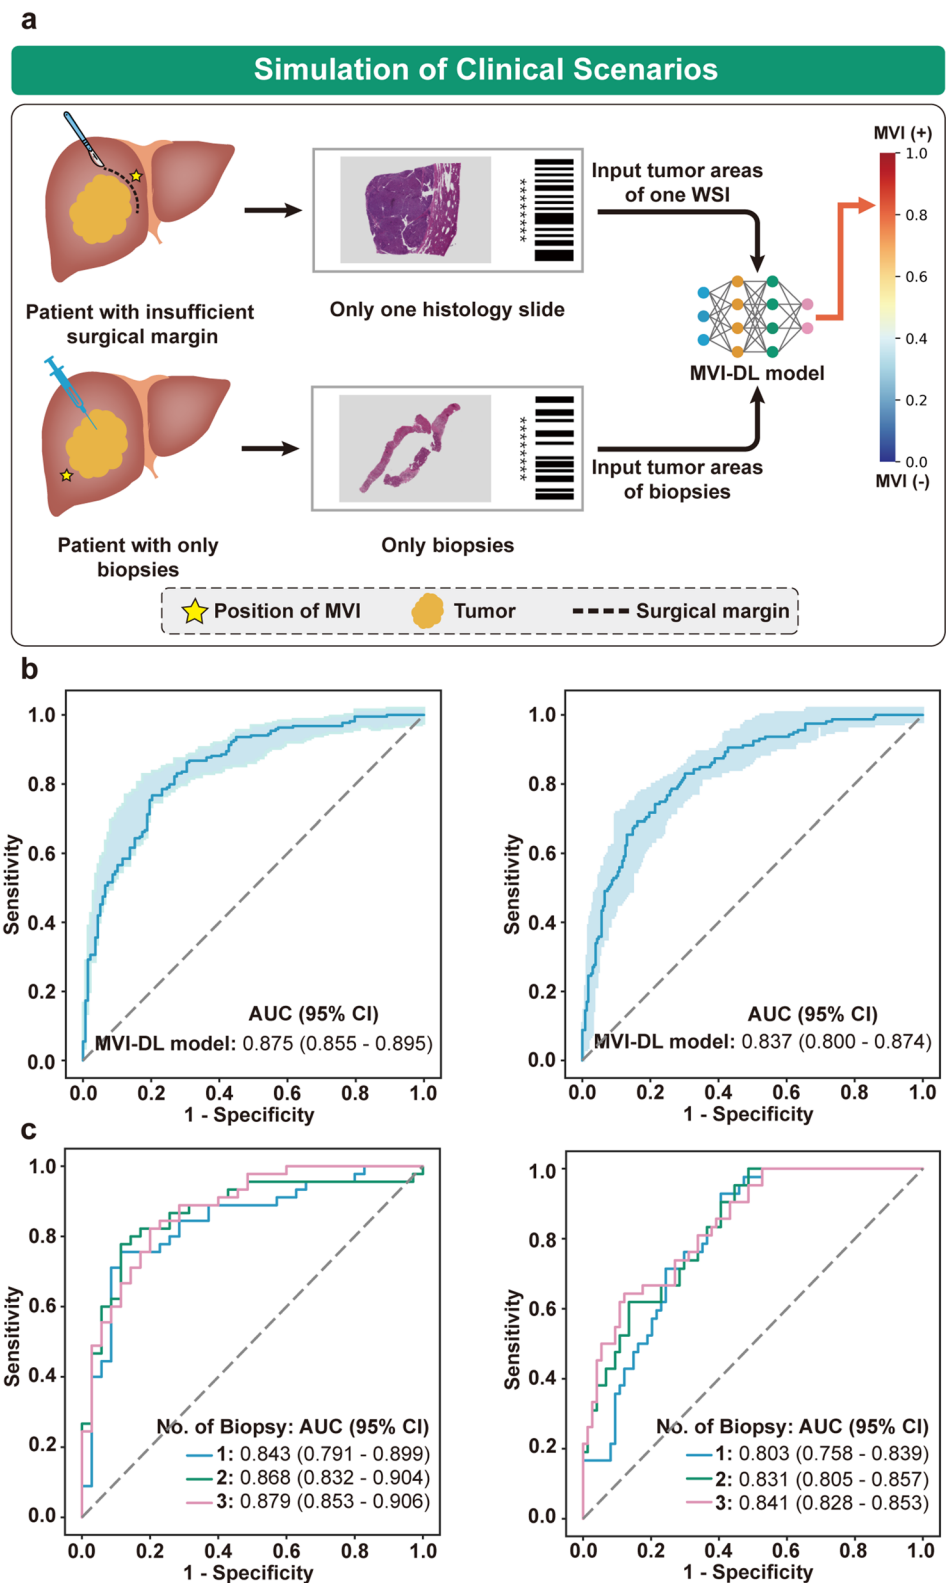 a
Simulation of Clinical Scenarios
MVI (+)
1.0
0.8
0.6
0.4
0.2
0.0
MVI (-)
Input tumor areas
of one WSI
********
Patient with insufficient
surgical margin
Only one histology slide
MVI-DL model
********
Input tumor areas
of biopsies
Patient with only
biopsies
Only biopsies
Position of MVI
Tumor
Surgical margin
b
1.0
0.8
0.6
0.4
0.2
0.0
Sensitivity
AUC (95% CI)
MVI-DL model: 0.875 (0.855 - 0.895)
0.0 0.2 0.4 0.6 0.8 1.0
1 - Specificity
1.0
0.8
0.6
0.4
0.2
0.0
Sensitivity
AUC (95% CI)
MVI-DL model: 0.837 (0.800 - 0.874)
0.0 0.2 0.4 0.6 0.8 1.0
1 - Specificity
c
1.0
0.8
0.6
0.4
0.2
0.0
Sensitivity
No. of Biopsy: AUC (95% CI)
1: 0.843 (0.791 - 0.899)
2: 0.868 (0.832 - 0.904)
3: 0.879 (0.853 - 0.906)
0.0 0.2 0.4 0.6 0.8 1.0
1 - Specificity
1.0
0.8
0.6
0.4
0.2
0.0
Sensitivity
No. of Biopsy: AUC (95% CI)
1: 0.803 (0.758 - 0.839)
2: 0.831 (0.805 - 0.857)
3: 0.841 (0.828 - 0.853)
0.0 0.2 0.4 0.6 0.8 1.0
1 - Specificity